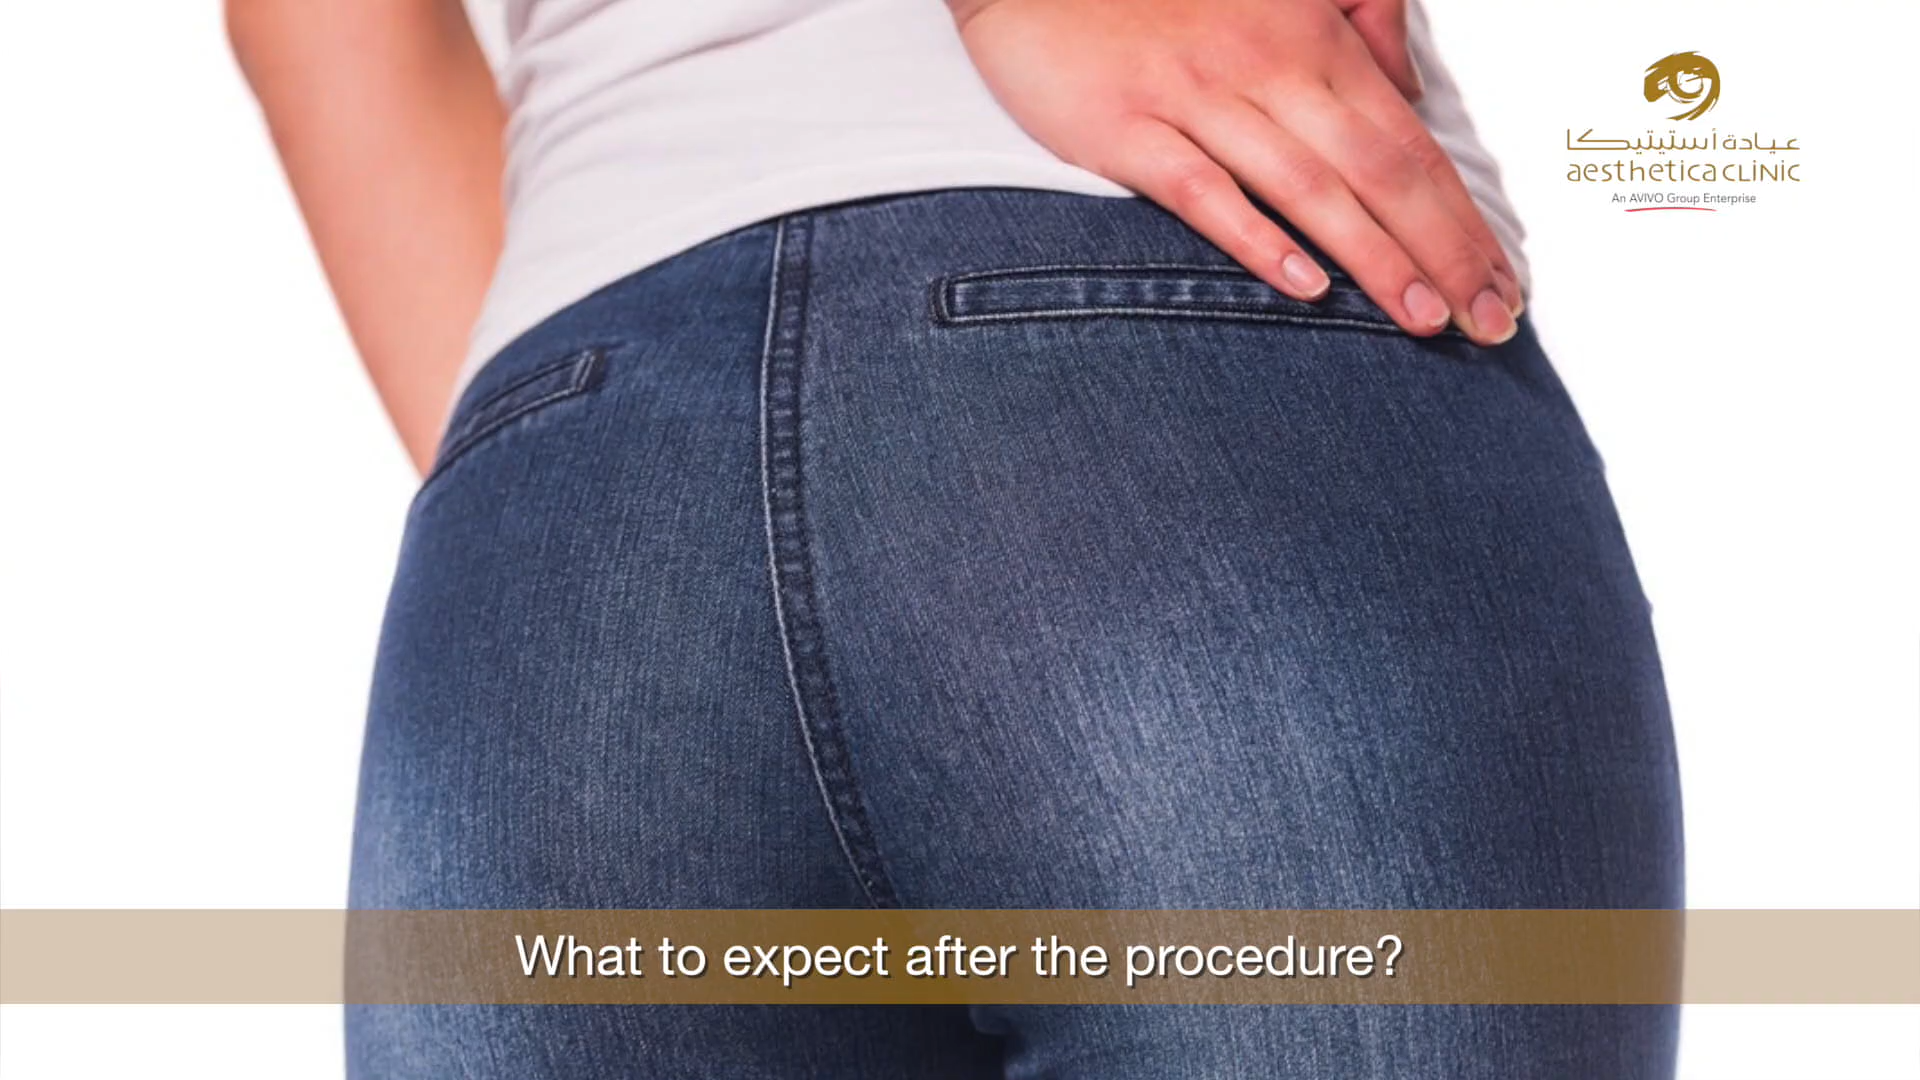 عيادة أستيتيكا
aesthetica CLINIC
An AVIVO Group Enterprise
What to expect after the procedure?